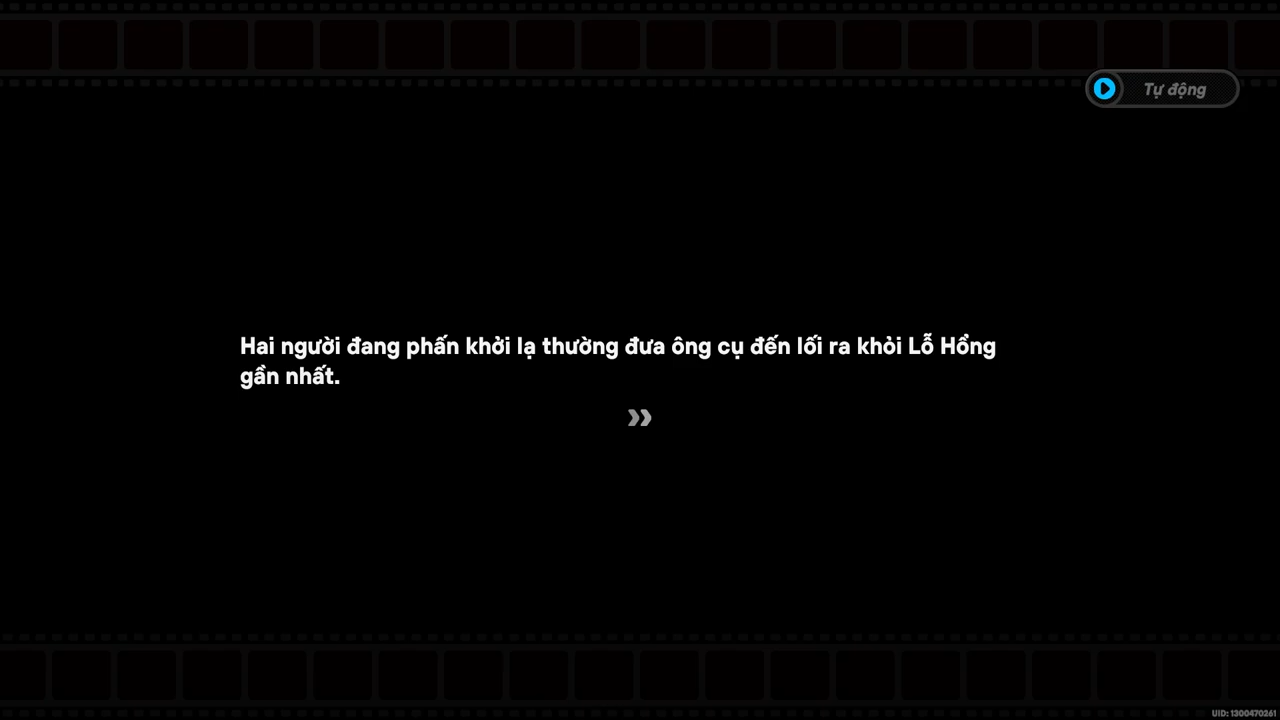 Tự động
Hai người đang phấn khởi lạ thường đưa ông cụ đến lối ra khỏi Lỗ Hổng
gần nhất.
UID: 1300470261